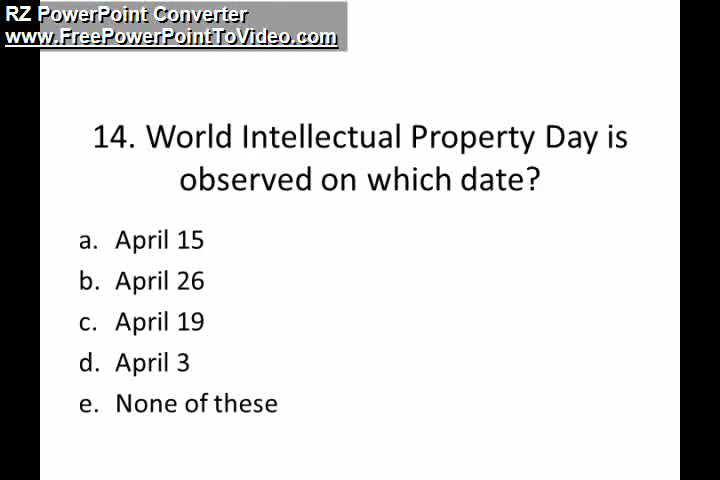 RZ PowerPoint Converter
www.FreePowerPointToVideo.com
14. World Intellectual Property Day is
observed on which date?
a. April 15
b. April 26
c. April 19
d. April 3
e. None of these